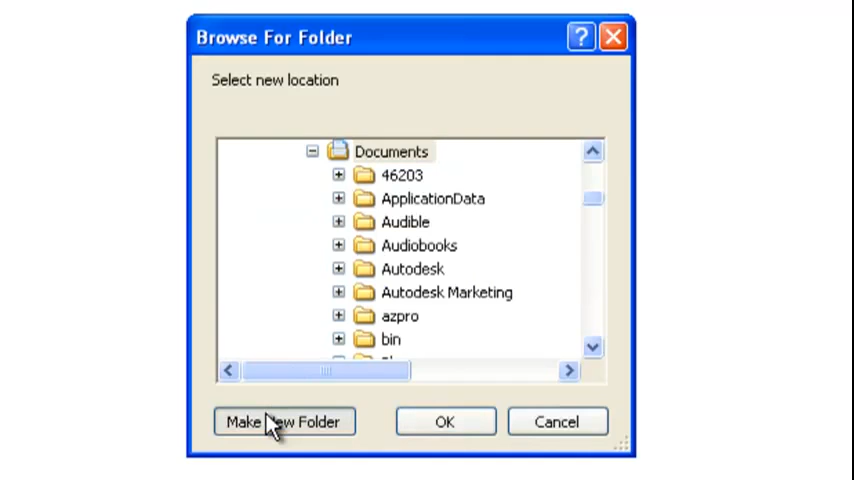 Browse For Folder
Select new location
Documents
46203
ApplicationData
Audible
Audiobooks
Autodesk
Autodesk Marketing
azpro
bin
Make New Folder
OK
Cancel